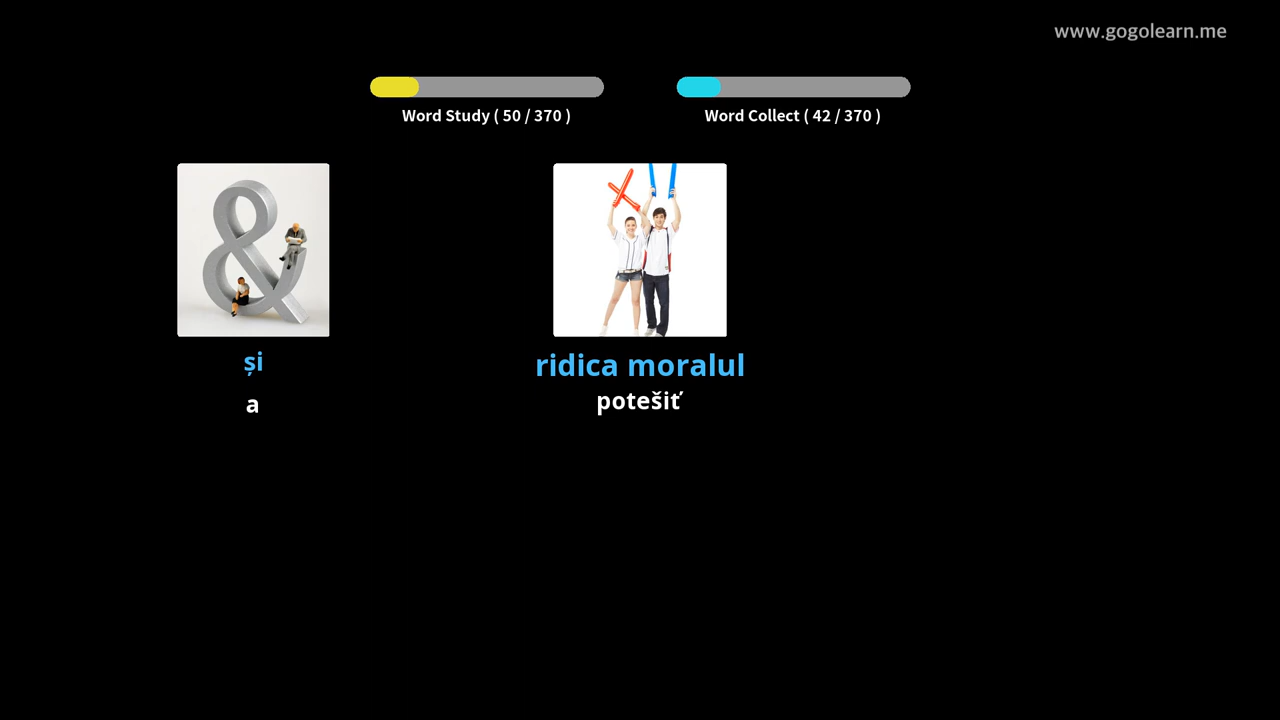 www.gogolearn.me
Word Study ( 50 / 370 )
Word Collect ( 42 / 370 )
și
a
ridica moralul
potešiť